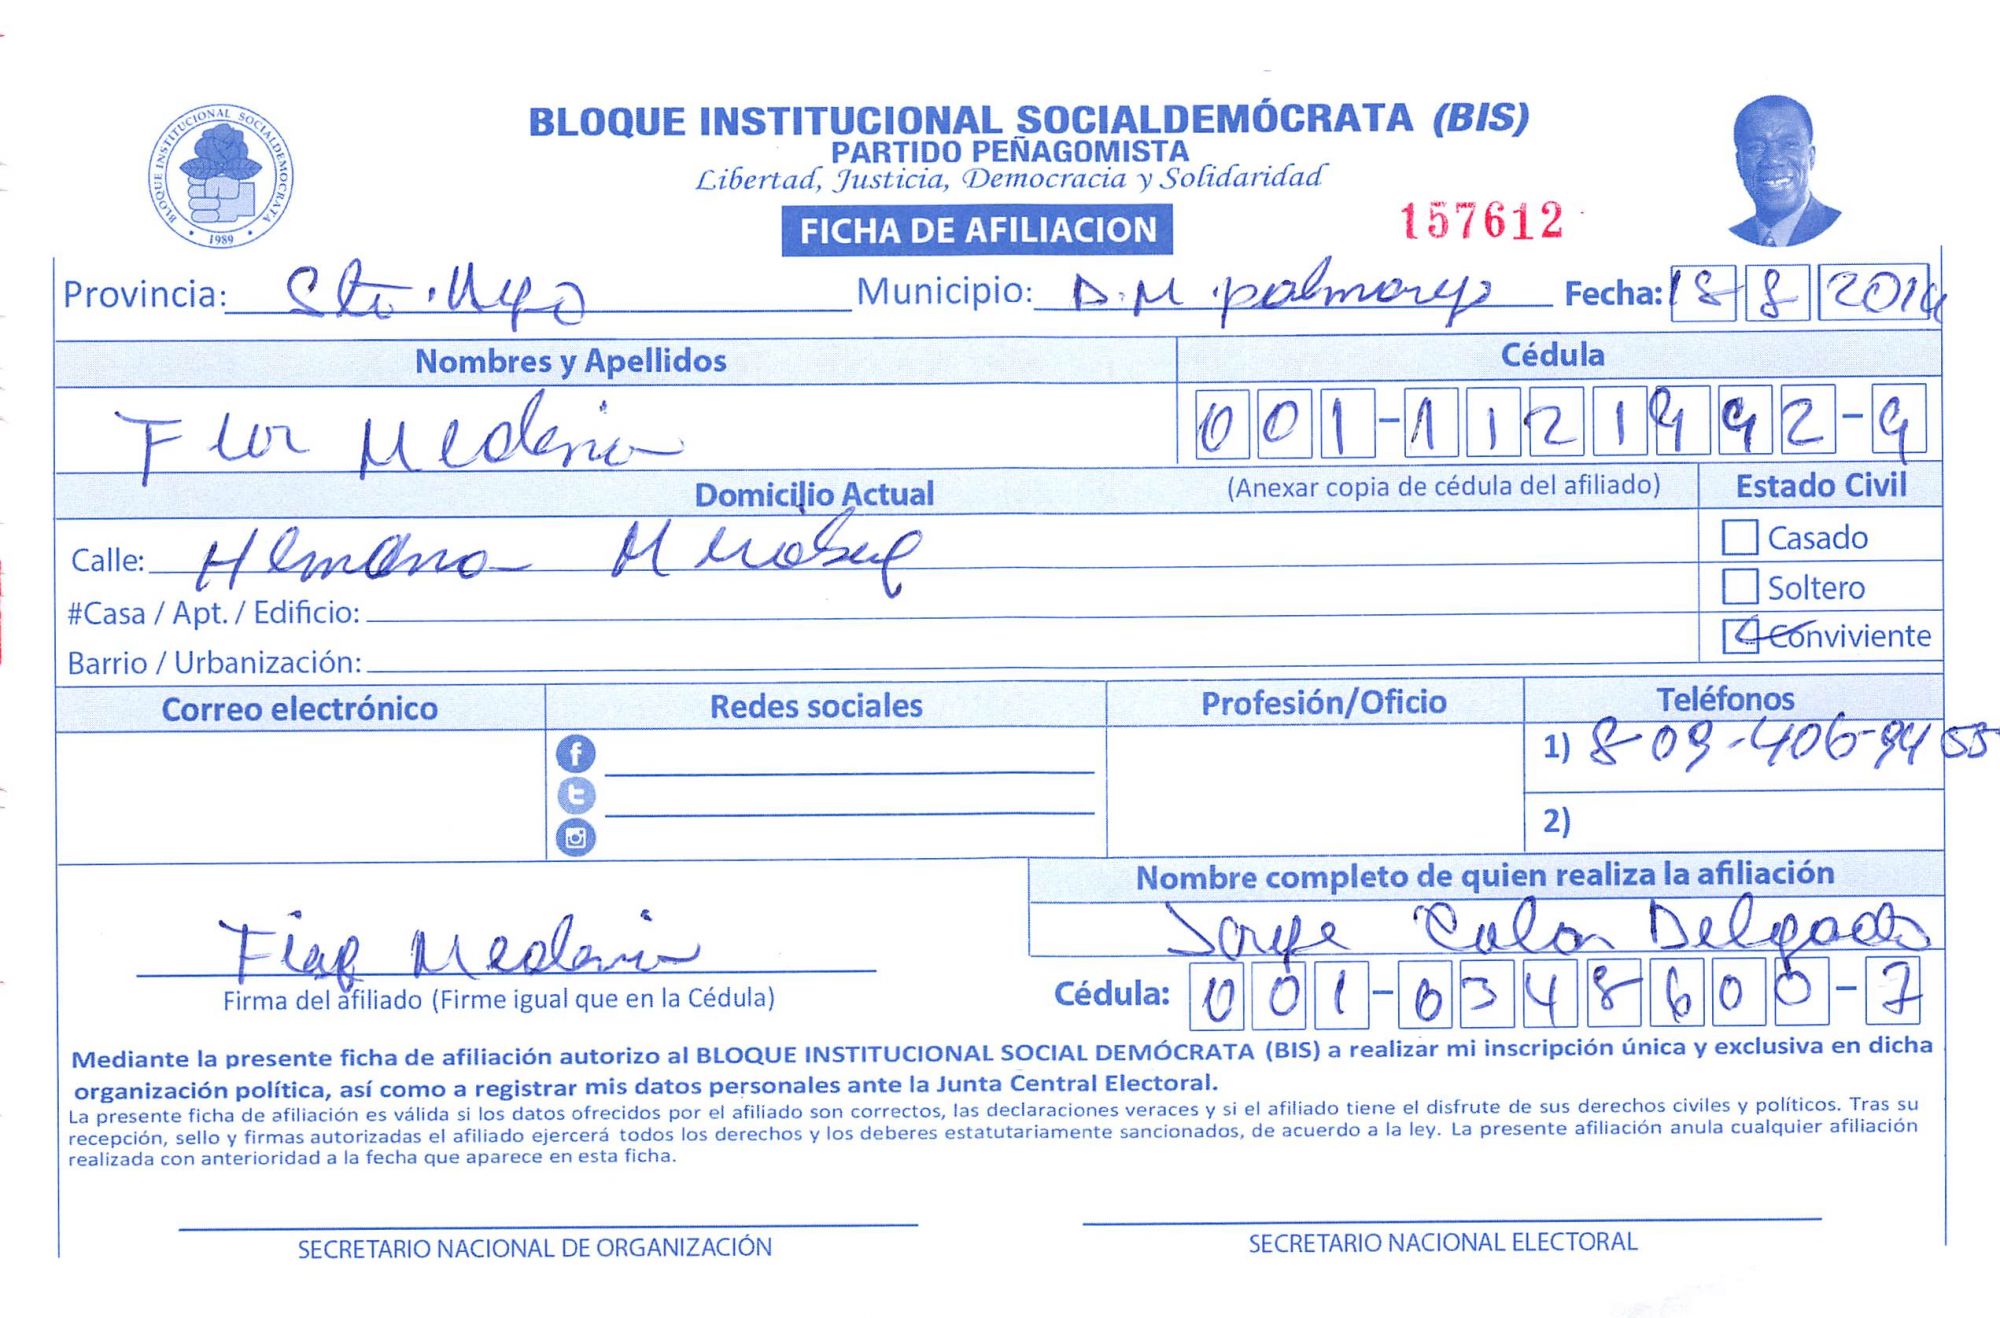 BLOQUE INSTITUCIONAL SOCIALDEMÓCRATA (BIS)
PARTIDO PEÑAGOMISTA
Libertad, Justicia, Democracia y Solidaridad
BLOQUE INSTITUCIONAL SOCIALDEMOCRATA
1989
FICHA DE AFILIACION
157612
Provincia: Sto. Municipio: D.M. palmarejo Fecha: 18 8 2014
Nombres y Apellidos Cédula
Flor Medina 001-1121992-9
Domicilio Actual (Anexar copia de cédula del afiliado) Estado Civil
Calle: Casado
#Casa / Apt. / Edificio: Soltero
Barrio / Urbanización: Conviviente
Correo electrónico Redes sociales Profesión/Oficio Teléfonos
1) 8-09-406-9455
2)
Nombre completo de quien realiza la afiliación
Jorge Colon Delgado
Medina
Firma del afiliado (Firme igual que en la Cédula)
Cédula: 001-0348600-7
Mediante la presente ficha de afiliación autorizo al BLOQUE INSTITUCIONAL SOCIAL DEMÓCRATA (BIS) a realizar mi inscripción única y exclusiva en dicha
organización política, así como a registrar mis datos personales ante la Junta Central Electoral.
La presente ficha de afiliación es válida si los datos ofrecidos por el afiliado son correctos, las declaraciones veraces y si el afiliado tiene el disfrute de sus derechos civiles y políticos. Tras su
recepción, sello y firmas autorizadas el afiliado ejercerá todos los derechos y los deberes estatutariamente sancionados, de acuerdo a la ley. La presente afiliación anula cualquier afiliación
realizada con anterioridad a la fecha que aparece en esta ficha.
SECRETARIO NACIONAL DE ORGANIZACIÓN SECRETARIO NACIONAL ELECTORAL